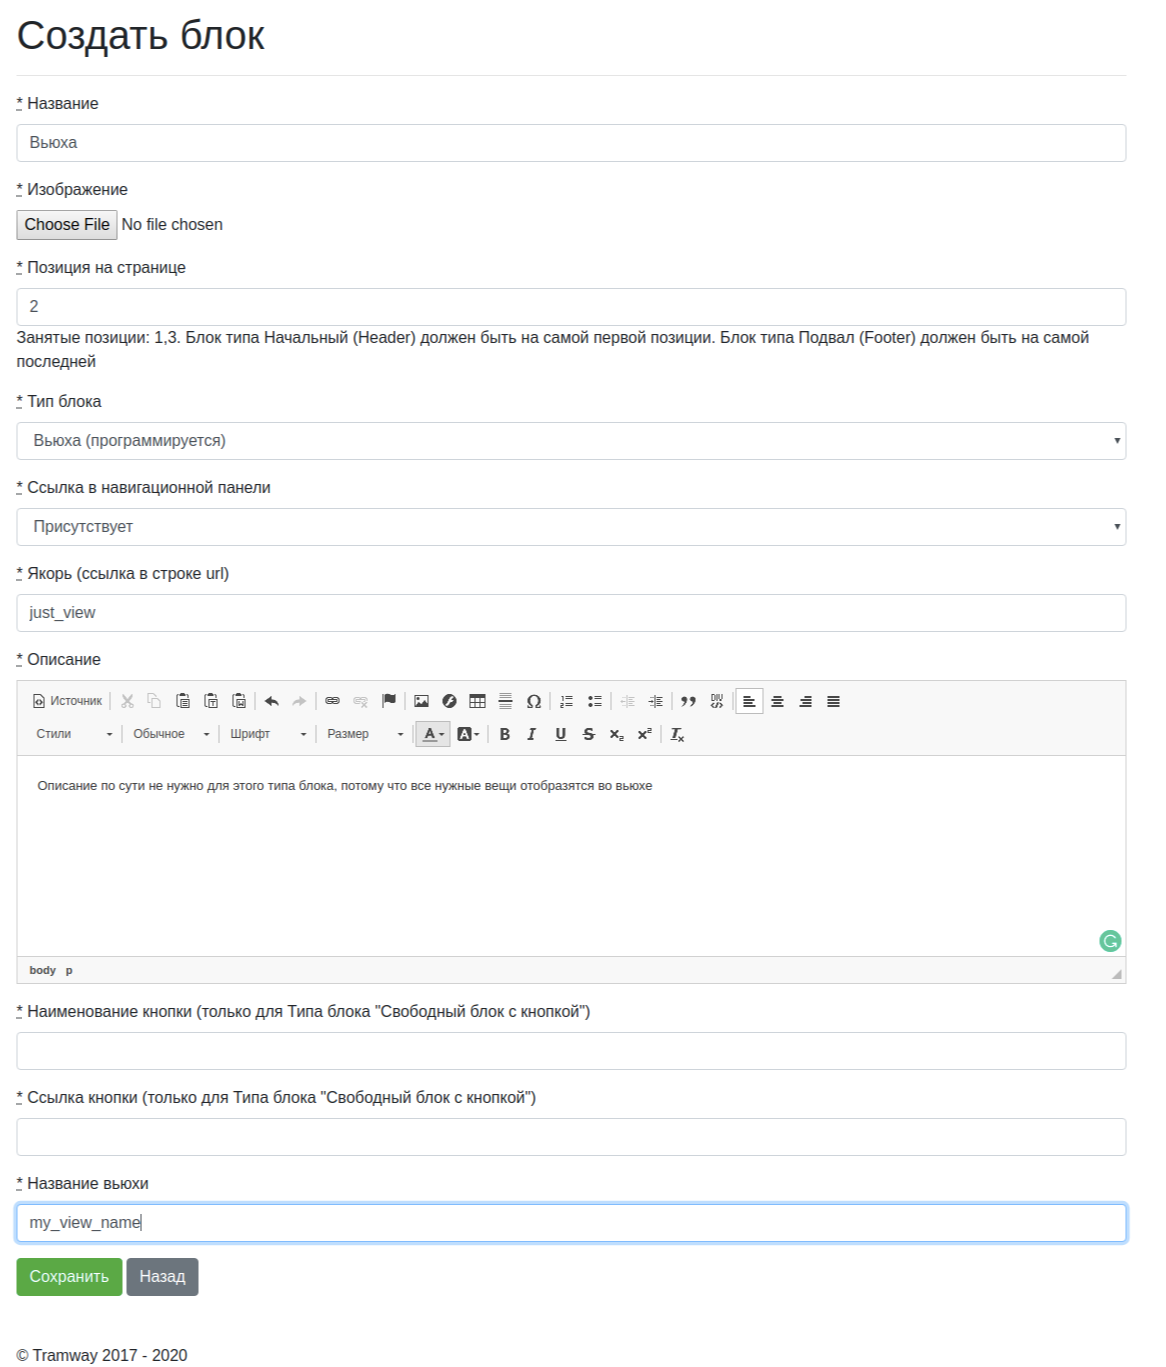 Создать блок
* Название
Вьюха
* Изображение
Choose File No file chosen
* Позиция на странице
2
Занятые позиции: 1,3. Блок типа Начальный (Header) должен быть на самой первой позиции. Блок типа Подвал (Footer) должен быть на самой
последней
* Тип блока
Вьюха (программируется)
* Ссылка в навигационной панели
Присутствует
* Якорь (ссылка в строке url)
just_view
* Описание
Источник
Стили Обычное Шрифт Размер
Описание по сути не нужно для этого типа блока, потому что все нужные вещи отобразятся во вьюхе
body p
* Наименование кнопки (только для Типа блока "Свободный блок с кнопкой")
* Ссылка кнопки (только для Типа блока "Свободный блок с кнопкой")
* Название вьюхи
my_view_name
Сохранить Назад
© Tramway 2017 - 2020